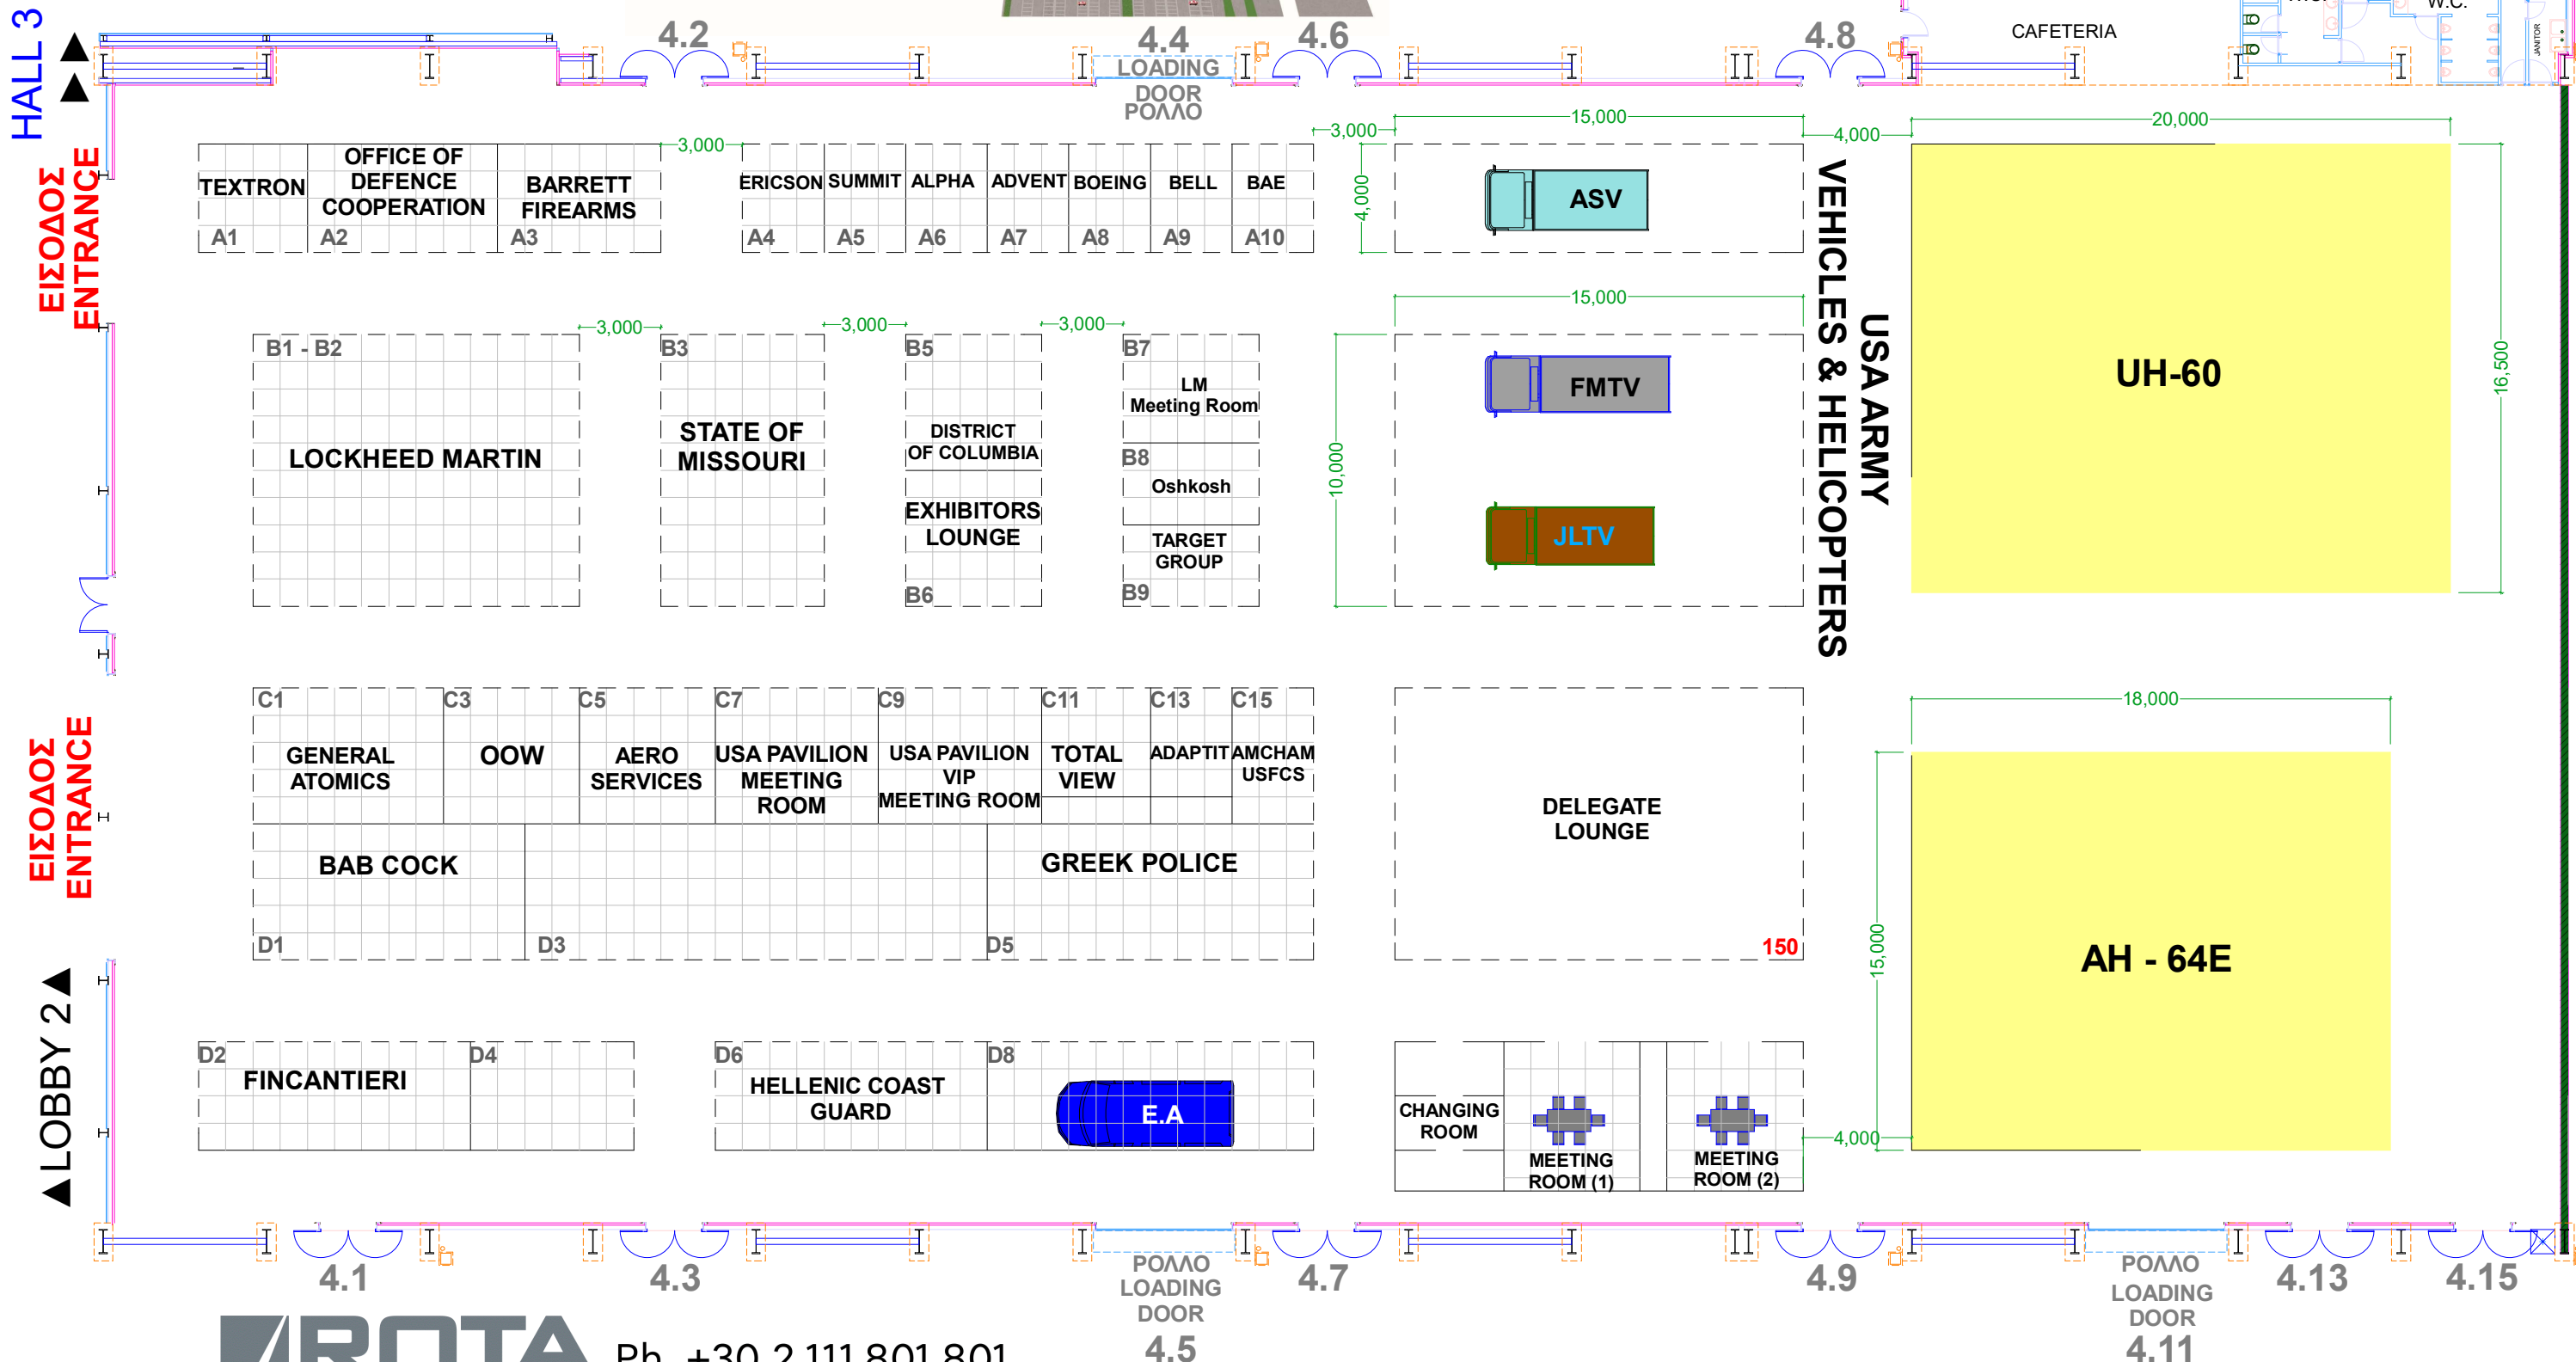 HALL 3
4.2
4.4
LOADING
DOOR
ΡΟΛΛΟ
4.6
4.8
CAFETERIA
W.C.
JANITOR
ΕΙΣΟΔΟΣ
ENTRANCE
TEXTRON
A1
OFFICE OF
DEFENCE
COOPERATION
A2
BARRETT
FIREARMS
A3
3,000
ERICSON
A4
SUMMIT
A5
ALPHA
A6
ADVENT
A7
BOEING
A8
BELL
A9
BAE
A10
3,000
15,000
4,000
4,000
ASV
20,000
16,500
UH-60
USA ARMY
VEHICLES & HELICOPTERS
B1 - B2
LOCKHEED MARTIN
3,000
B3
STATE OF
MISSOURI
3,000
B5
DISTRICT
OF COLUMBIA
EXHIBITORS
LOUNGE
B6
3,000
B7
LM
Meeting Room
B8
Oshkosh
TARGET
GROUP
B9
15,000
10,000
FMTV
JLTV
ΕΙΣΟΔΟΣ
ENTRANCE
C1
GENERAL
ATOMICS
C3
OOW
C5
AERO
SERVICES
C7
USA PAVILION
MEETING
ROOM
C9
USA PAVILION
VIP
MEETING ROOM
C11
TOTAL
VIEW
C13
ADAPTIT
C15
AMCHAM
USFCS
BAB COCK
D1
D3
GREEK POLICE
D5
DELEGATE
LOUNGE
150
18,000
15,000
AH - 64E
LOBBY 2
D2
FINCANTIERI
D4
D6
HELLENIC COAST
GUARD
D8
E.A
CHANGING
ROOM
MEETING
ROOM (1)
MEETING
ROOM (2)
4,000
4.1
4.3
ΡΟΛΛΟ
LOADING
DOOR
4.5
4.7
4.9
ΡΟΛΛΟ
LOADING
DOOR
4.11
4.13
4.15
ROTA
Ph. +30 2 111 801 801